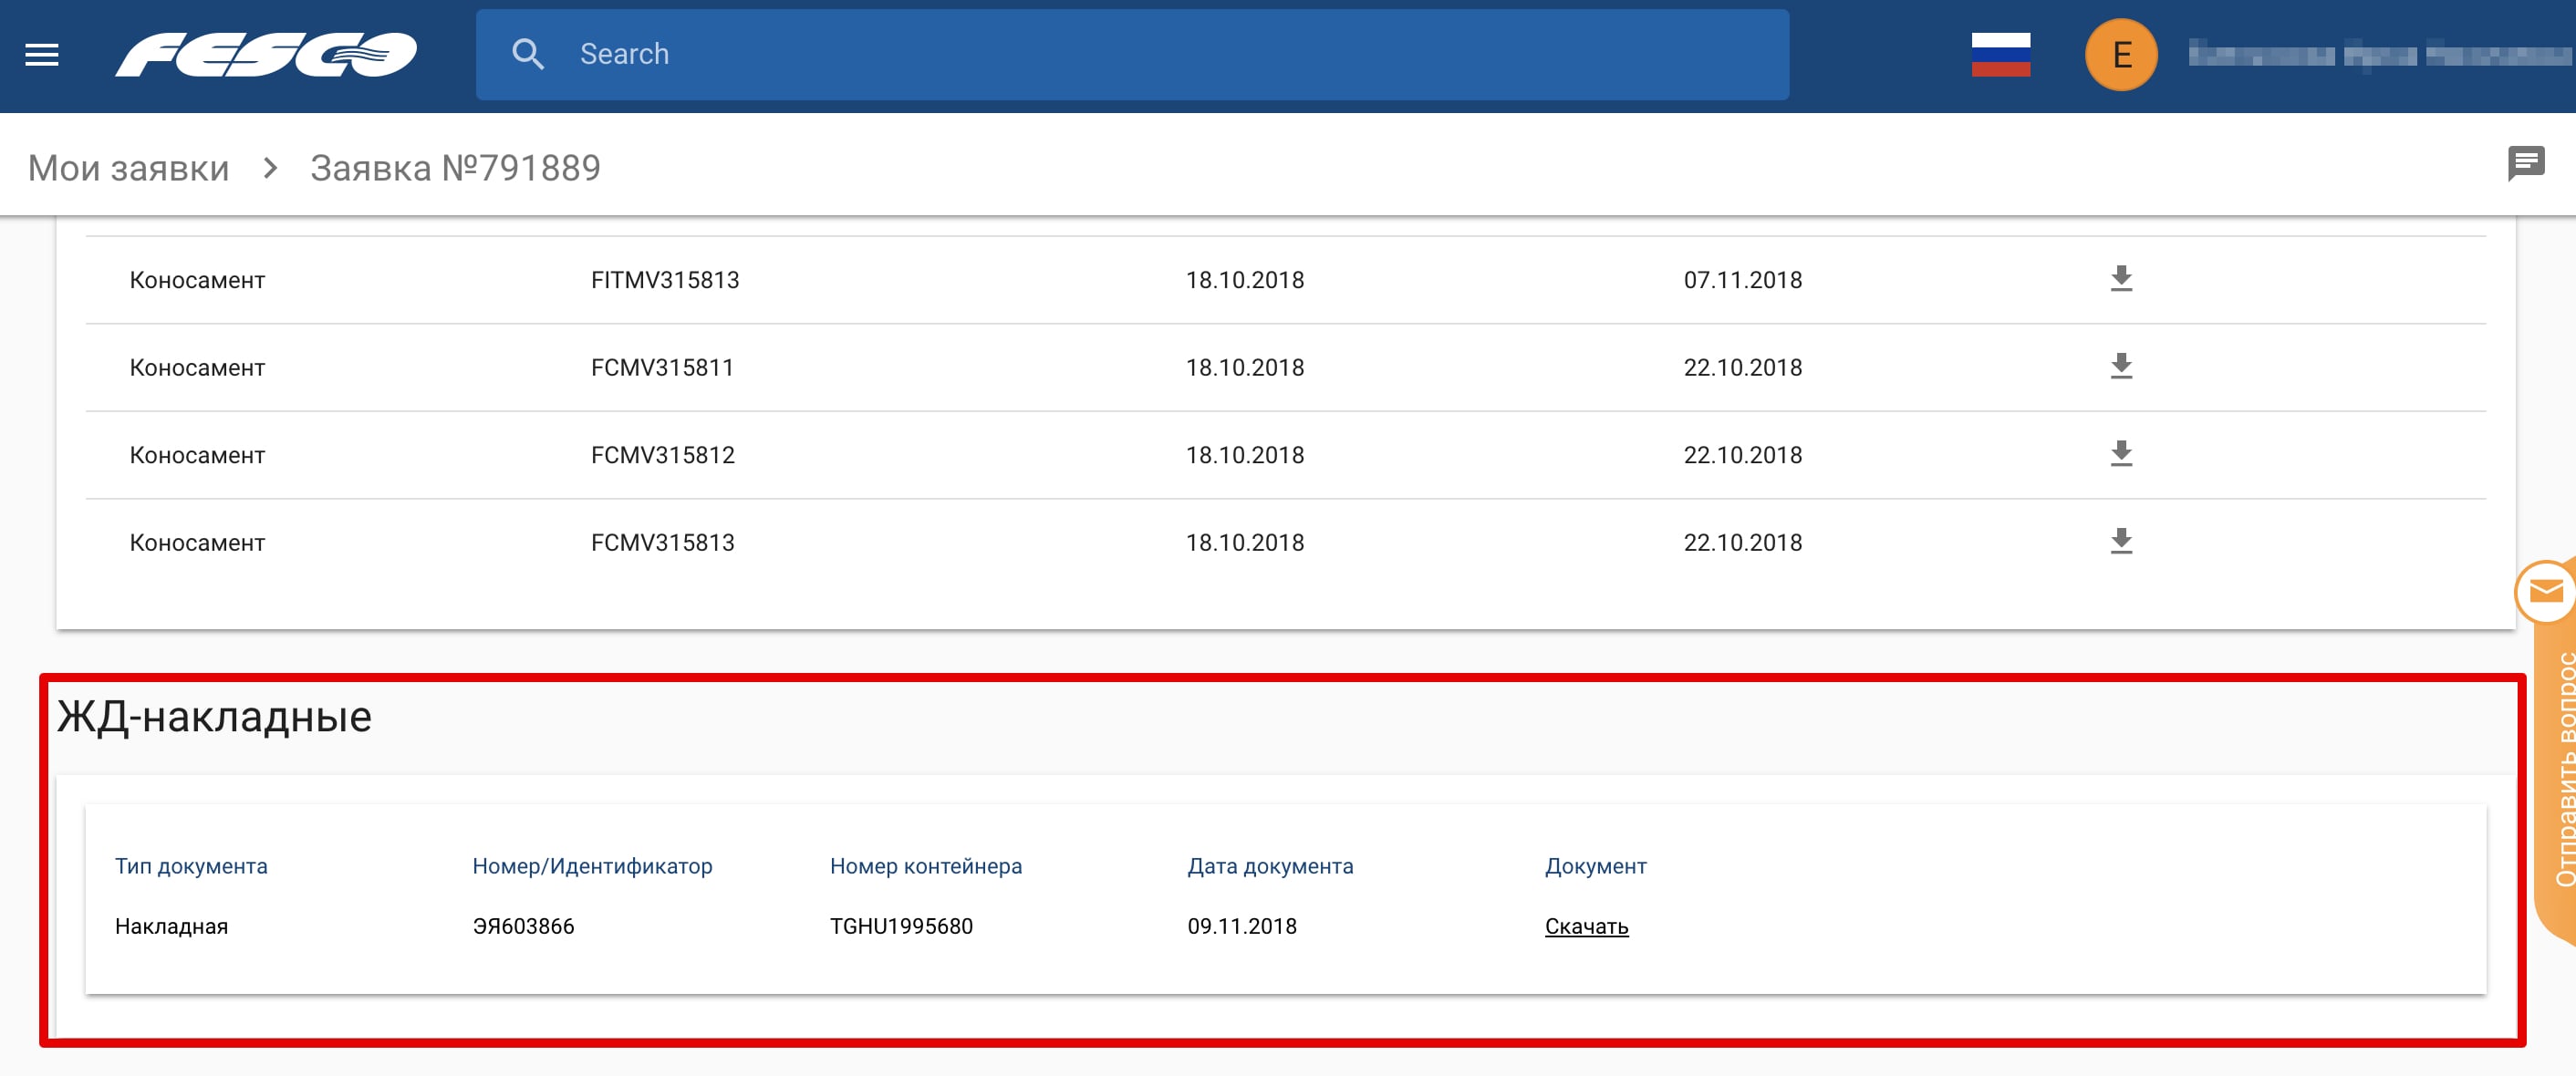 FESCO
Search
E
Мои заявки > Заявка №791889
Коносамент FITMV315813 18.10.2018 07.11.2018
Коносамент FCMV315811 18.10.2018 22.10.2018
Коносамент FCMV315812 18.10.2018 22.10.2018
Коносамент FCMV315813 18.10.2018 22.10.2018
Отправить вопрос
ЖД-накладные
Тип документа Номер/Идентификатор Номер контейнера Дата документа Документ
Накладная ЭЯ603866 TGHU1995680 09.11.2018 Скачать